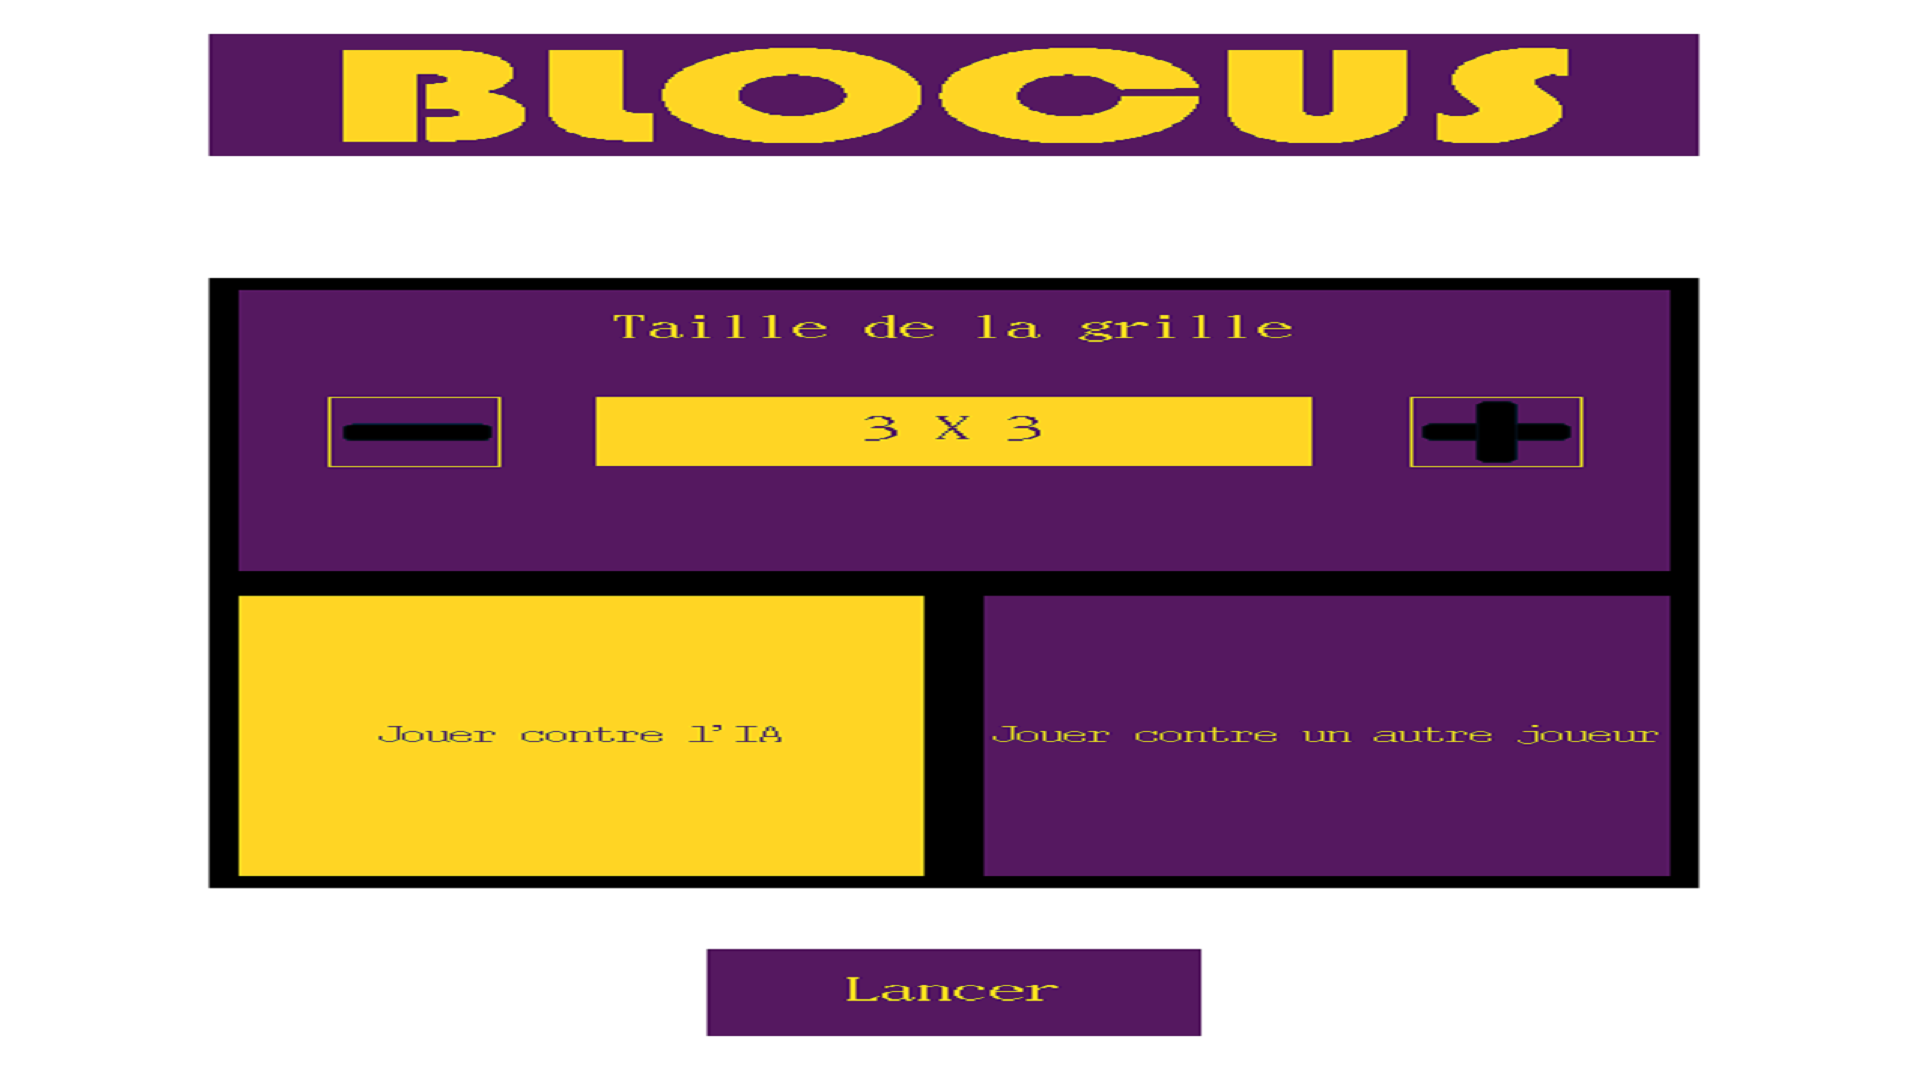 BLOCUS
Taille de la grille
3 X 3
Jouer contre l'IA
Jouer contre un autre joueur
Lancer